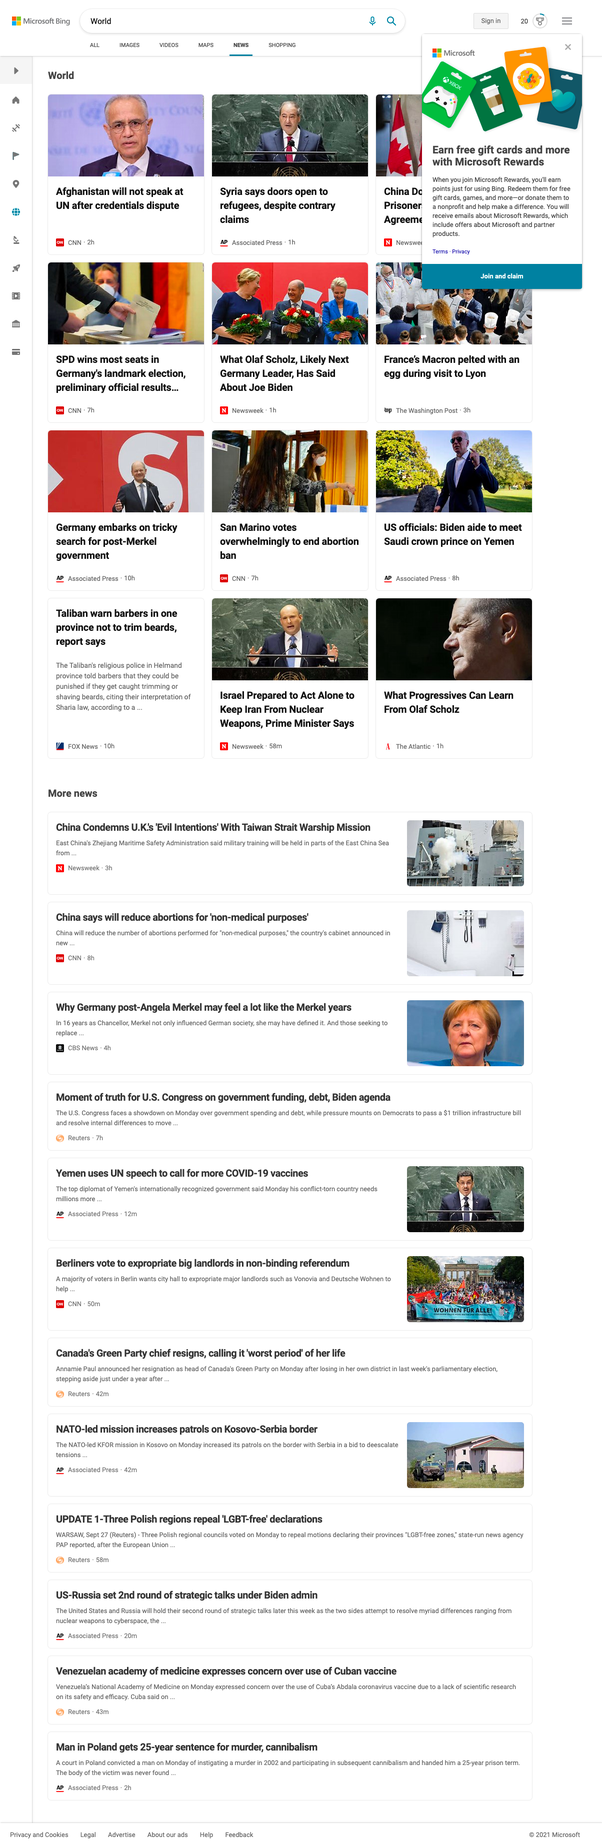 Microsoft Bing
World
Sign in
20
ALL
IMAGES
VIDEOS
MAPS
NEWS
SHOPPING
Microsoft
XBOX
Earn free gift cards and more
with Microsoft Rewards
When you join Microsoft Rewards, you'll earn
points just for using Bing. Redeem them for free
gift cards, games, and more—or donate them to
a nonprofit and help make a difference. You will
receive emails about Microsoft Rewards, which
include offers about Microsoft and partner
products.
Terms · Privacy
Join and claim
World
Afghanistan will not speak at
UN after credentials dispute
CNN · 2h
Syria says doors open to
refugees, despite contrary
claims
AP Associated Press · 1h
China Do
Prisoner
Agreeme
N Newswe
SPD wins most seats in
Germany's landmark election,
preliminary official results...
CNN · 7h
What Olaf Scholz, Likely Next
Germany Leader, Has Said
About Joe Biden
N Newsweek · 1h
France's Macron pelted with an
egg during visit to Lyon
wp The Washington Post · 3h
Germany embarks on tricky
search for post-Merkel
government
AP Associated Press · 10h
San Marino votes
overwhelmingly to end abortion
ban
CNN · 7h
US officials: Biden aide to meet
Saudi crown prince on Yemen
AP Associated Press · 8h
Taliban warn barbers in one
province not to trim beards,
report says
The Taliban's religious police in Helmand
province told barbers that they could be
punished if they get caught trimming or
shaving beards, citing their interpretation of
Sharia law, according to a ...
FOX News · 10h
Israel Prepared to Act Alone to
Keep Iran From Nuclear
Weapons, Prime Minister Says
N Newsweek · 58m
What Progressives Can Learn
From Olaf Scholz
A The Atlantic · 1h
More news
China Condemns U.K.'s 'Evil Intentions' With Taiwan Strait Warship Mission
East China's Zhejiang Maritime Safety Administration said military training will be held in parts of the East China Sea
from ...
N Newsweek · 3h
China says will reduce abortions for 'non-medical purposes'
China will reduce the number of abortions performed for "non-medical purposes," the country's cabinet announced in
new ...
CNN · 8h
Why Germany post-Angela Merkel may feel a lot like the Merkel years
In 16 years as Chancellor, Merkel not only influenced German society, she may have defined it. And those seeking to
replace ...
CBS News · 4h
Moment of truth for U.S. Congress on government funding, debt, Biden agenda
The U.S. Congress faces a showdown on Monday over government spending and debt, while pressure mounts on Democrats to pass a $1 trillion infrastructure bill
and resolve internal differences to move ...
Reuters · 7h
Yemen uses UN speech to call for more COVID-19 vaccines
The top diplomat of Yemen's internationally recognized government said Monday his conflict-torn country needs
millions more ...
AP Associated Press · 12m
Berliners vote to expropriate big landlords in non-binding referendum
A majority of voters in Berlin wants city hall to expropriate major landlords such as Vonovia and Deutsche Wohnen to
help ...
CNN · 50m
WOHNEN FÜR ALLE!
Canada's Green Party chief resigns, calling it 'worst period' of her life
Annamie Paul announced her resignation as head of Canada's Green Party on Monday after losing in her own district in last week's parliamentary election,
stepping aside just under a year after ...
Reuters · 42m
NATO-led mission increases patrols on Kosovo-Serbia border
The NATO-led KFOR mission in Kosovo on Monday increased its patrols on the border with Serbia in a bid to deescalate
tensions ...
AP Associated Press · 42m
UPDATE 1-Three Polish regions repeal 'LGBT-free' declarations
WARSAW, Sept 27 (Reuters) - Three Polish regional councils voted on Monday to repeal motions declaring their provinces "LGBT-free zones," state-run news agency
PAP reported, after the European Union ...
Reuters · 58m
US-Russia set 2nd round of strategic talks under Biden admin
The United States and Russia will hold their second round of strategic talks later this week as the two sides attempt to resolve myriad differences ranging from
nuclear weapons to cyberspace, the ...
AP Associated Press · 20m
Venezuelan academy of medicine expresses concern over use of Cuban vaccine
Venezuela's National Academy of Medicine on Monday expressed concern over the use of Cuba's Abdala coronavirus vaccine due to a lack of scientific research
on its safety and efficacy. Cuba said on ...
Reuters · 43m
Man in Poland gets 25-year sentence for murder, cannibalism
A court in Poland convicted a man on Monday of instigating a murder in 2002 and participating in subsequent cannibalism and handed him a 25-year prison term.
The body of the victim was never found ...
AP Associated Press · 2h
Privacy and Cookies
Legal
Advertise
About our ads
Help
Feedback
© 2021 Microsoft